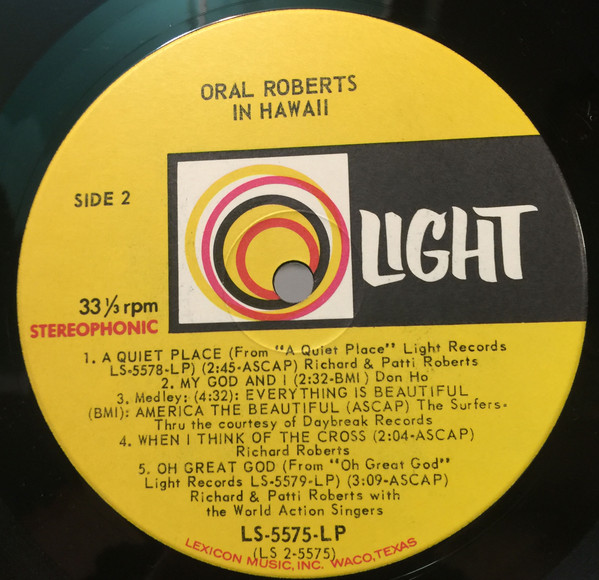 ORAL ROBERTS
IN HAWAII
SIDE 2
LIGHT
33 1/3 rpm
STEREOPHONIC
1. A QUIET PLACE (From "A Quiet Place" Light Records
LS-5578-LP) (2:45-ASCAP) Richard & Patti Roberts
2. MY GOD AND I (2:32-BMI) Don Ho
3. Medley: (4:32): EVERYTHING IS BEAUTIFUL
(BMI): AMERICA THE BEAUTIFUL (ASCAP) The Surfers-
Thru the courtesy of Daybreak Records
4. WHEN I THINK OF THE CROSS (2:04-ASCAP)
Richard Roberts
5. OH GREAT GOD (From "Oh Great God"
Light Records LS-5579-LP) (3:09-ASCAP)
Richard & Patti Roberts with
the World Action Singers
LS-5575-LP
(LS 2-5575)
LEXICON MUSIC, INC. WACO, TEXAS